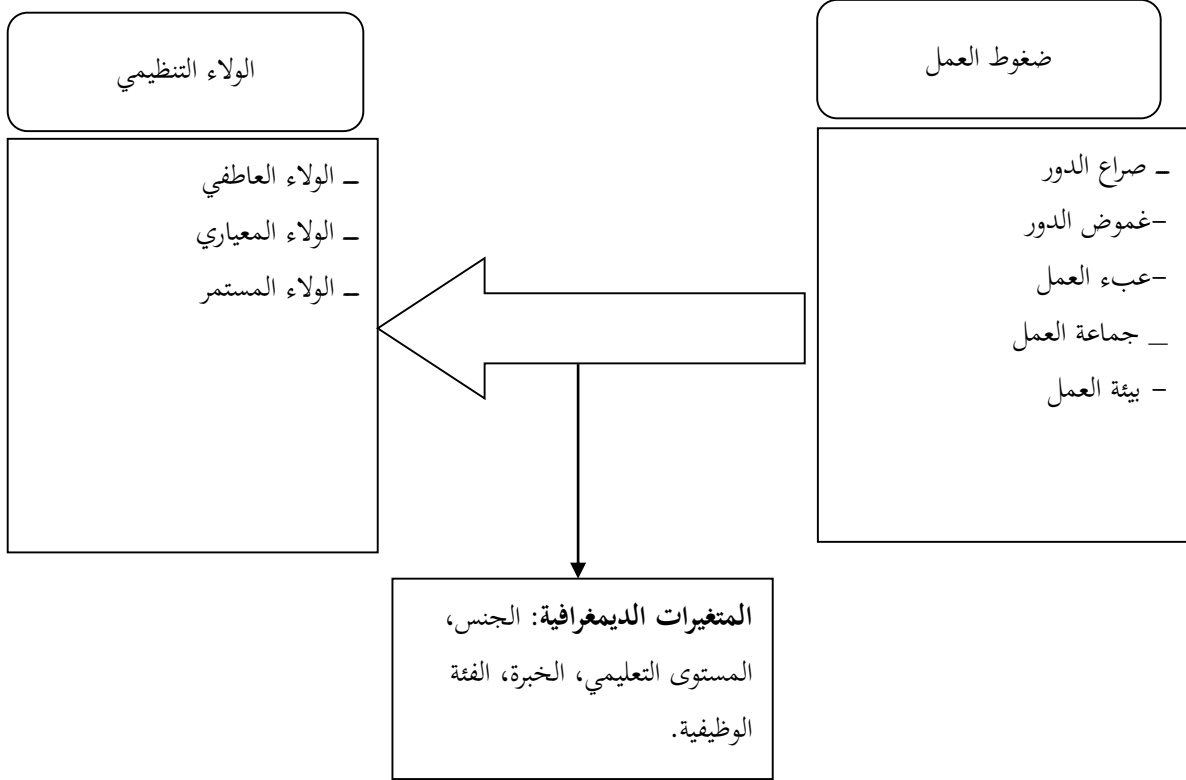 ضغوط العمل
ـ صراع الدور
-غموض الدور
-عبء العمل
_ جماعة العمل
- بيئة العمل
الولاء التنظيمي
ـ الولاء العاطفي
ـ الولاء المعياري
ـ الولاء المستمر
المتغيرات الديمغرافية: الجنس،
المستوى التعليمي، الخبرة، الفئة
الوظيفية.